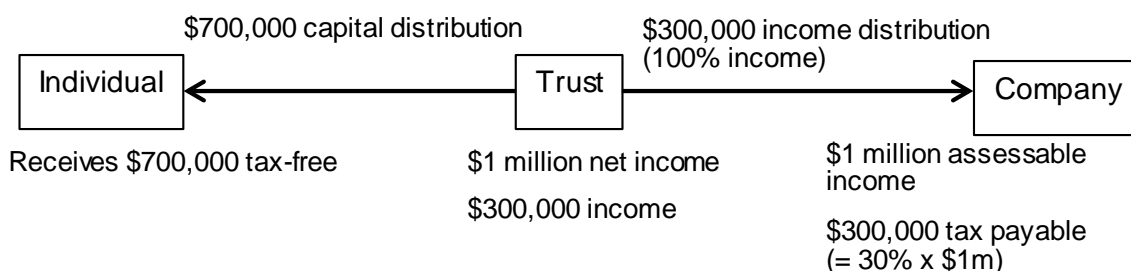 $700,000 capital distribution
$300,000 income distribution
(100% income)
Individual
Trust
Company
Receives $700,000 tax-free
$1 million net income
$300,000 income
$1 million assessable
income
$300,000 tax payable
(= 30% x $1m)